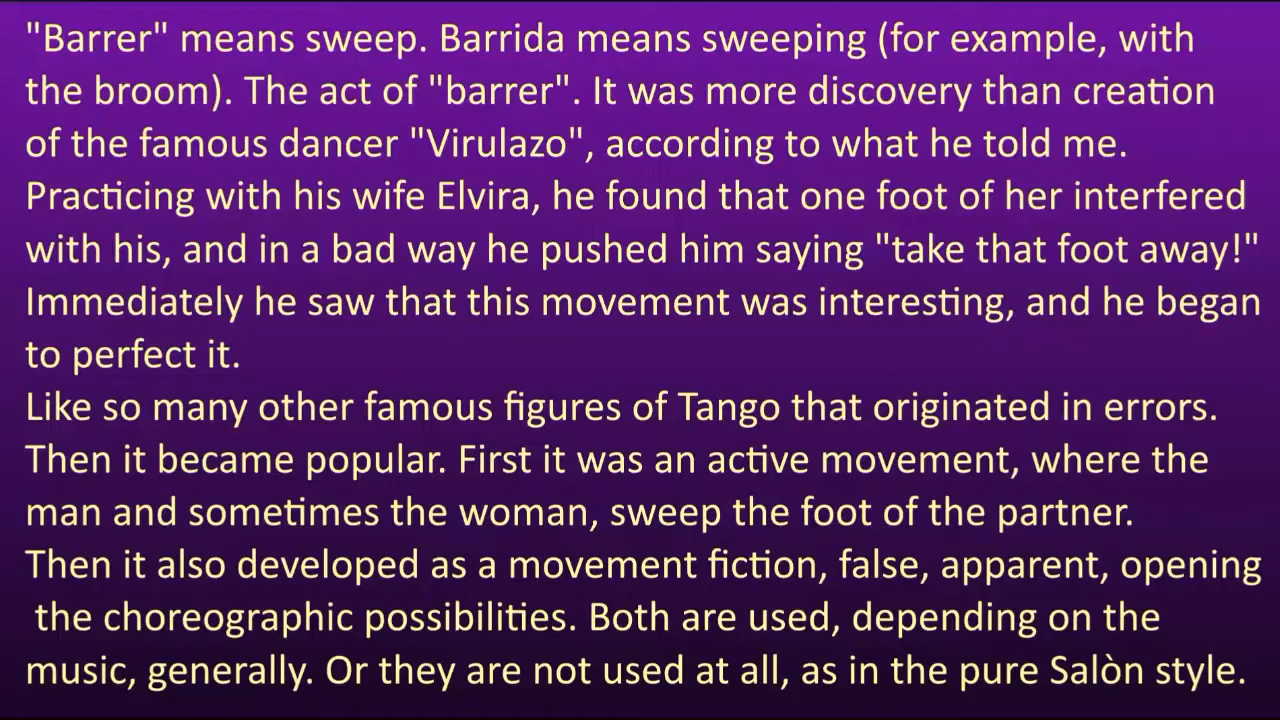 "Barrer" means sweep. Barrida means sweeping (for example, with
the broom). The act of "barrer". It was more discovery than creation
of the famous dancer "Virulazo", according to what he told me.
Practicing with his wife Elvira, he found that one foot of her interfered
with his, and in a bad way he pushed him saying "take that foot away!"
Immediately he saw that this movement was interesting, and he began
to perfect it.
Like so many other famous figures of Tango that originated in errors.
Then it became popular. First it was an active movement, where the
man and sometimes the woman, sweep the foot of the partner.
Then it also developed as a movement fiction, false, apparent, opening
the choreographic possibilities. Both are used, depending on the
music, generally. Or they are not used at all, as in the pure Salòn style.